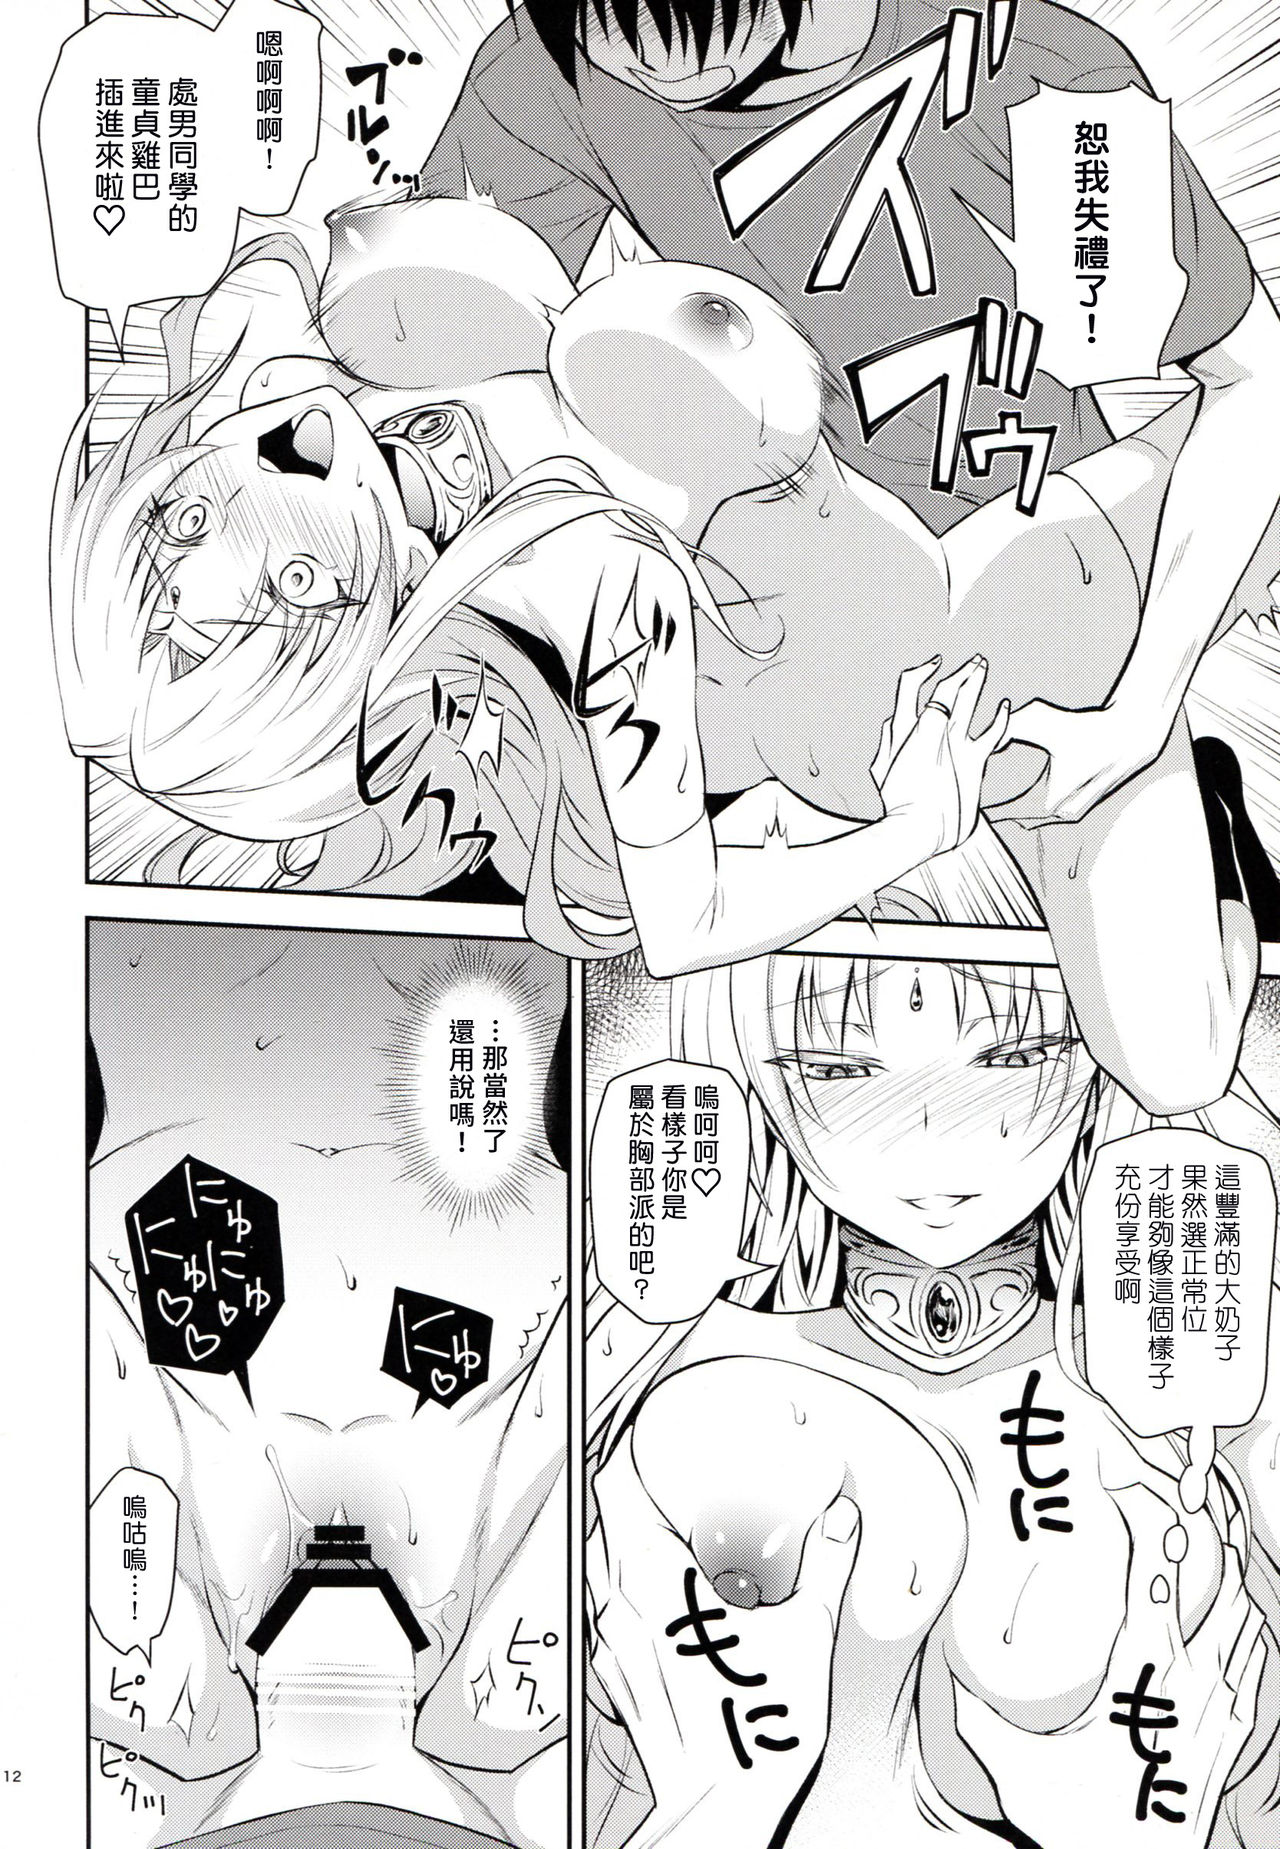 恕我失禮了！
ズ
ブッ
嗯啊啊啊！
處男同學的
童貞雞巴
插進來啦♡
ブルンッ
ビクッ
ビクッ
這豐滿的大奶子
果然選正常位
才能夠像這個樣子
充份享受啊
嗚呵呵♡
看樣子你是
屬於胸部派的吧？
もに
もに
もに
…那當然了
還用說嗎！
にゅ
にゅ
にゅ
にゅ
♡
♡
♡
にゅ
♡
嗚咕嗚…！
ピクンッ
ピク
ピクッ
12